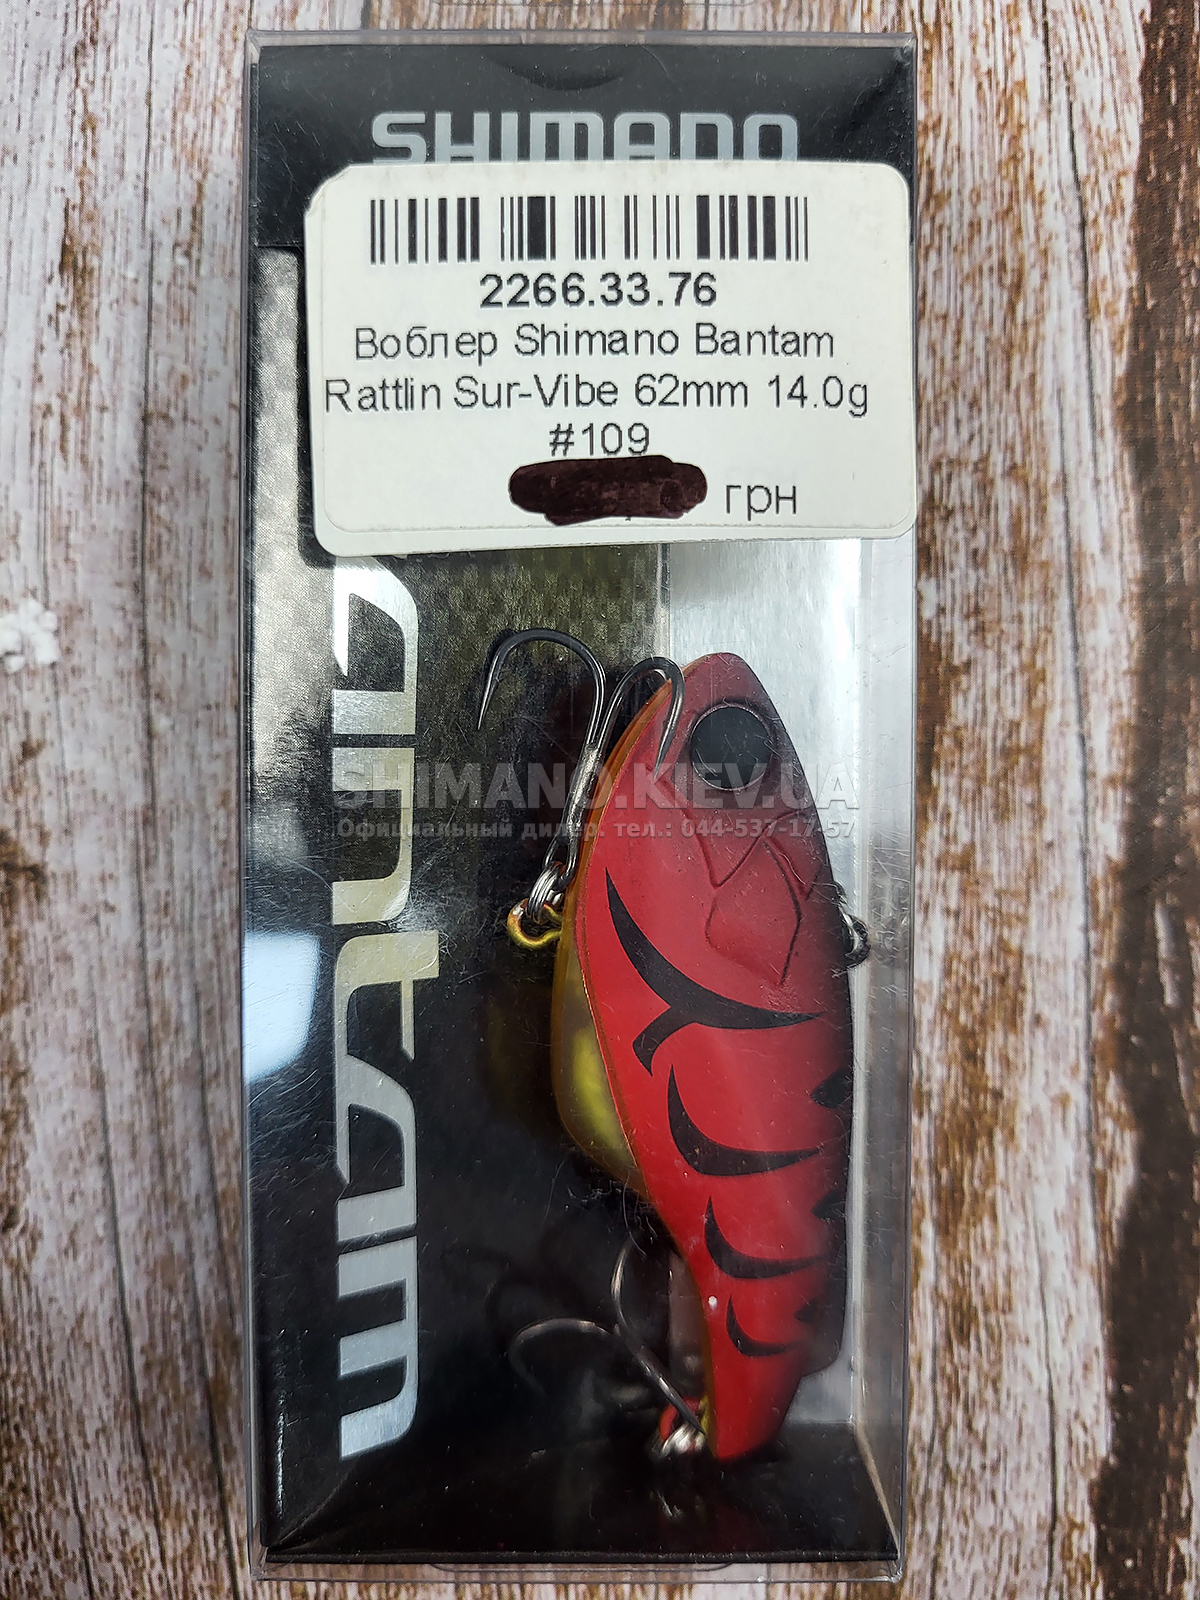 SHIMANO
2266.33.76
Воблер Shimano Bantam
Rattlin Sur-Vibe 62mm 14.0g
#109
грн
SHIMANO.KIEV.UA
Официальный дилер. тел.: 044-537-17-57
BANTAM